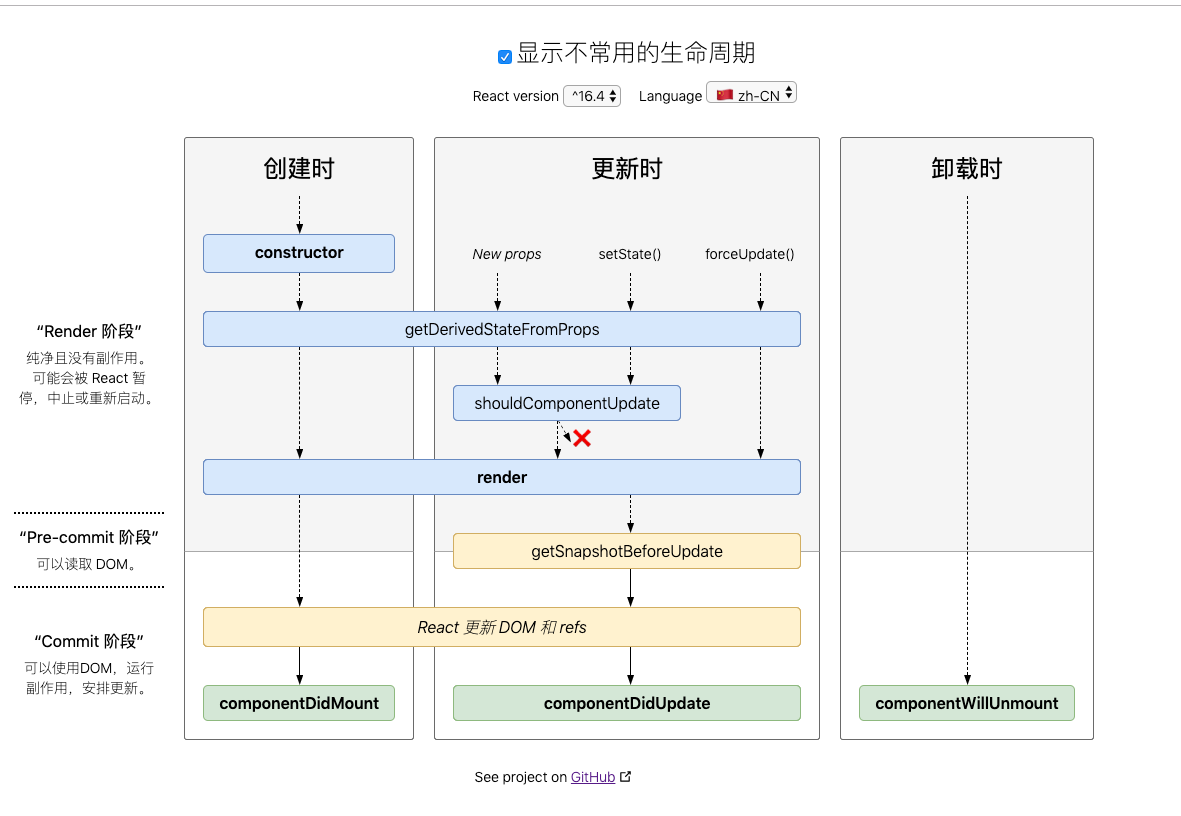 显示不常用的生命周期
React version ^16.4 Language zh-CN
创建时
更新时
卸载时
constructor
New props
setState()
forceUpdate()
“Render 阶段”
纯净且没有副作用。
可能会被 React 暂
停，中止或重新启动。
getDerivedStateFromProps
shouldComponentUpdate
render
“Pre-commit 阶段”
可以读取 DOM。
getSnapshotBeforeUpdate
“Commit 阶段”
可以使用DOM，运行
副作用，安排更新。
React 更新 DOM 和 refs
componentDidMount
componentDidUpdate
componentWillUnmount
See project on GitHub